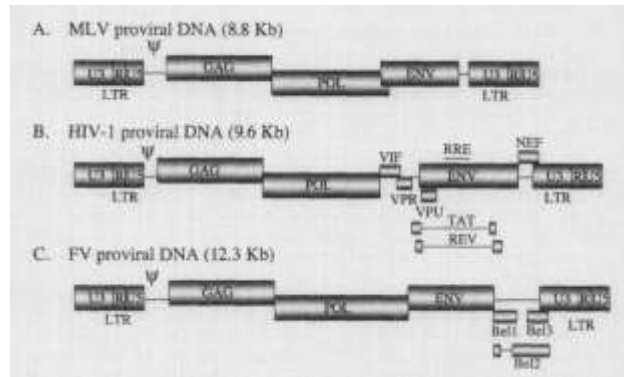 A. MLV proviral DNA (8.8 Kb)
Ψ
GAG ENV
U3 R U5 U3 R U5
POL
LTR LTR
B. HIV-1 proviral DNA (9.6 Kb)
Ψ RRE NEF
GAG VIF
U3 R U5 ENV U3 R U5
POL
LTR VPR LTR
VPU
TAT
REV
C. FV proviral DNA (12.3 Kb)
Ψ
GAG ENV
U3 R U5 U3 R U5
POL
LTR Bel1 Bel3 LTR
Bel2